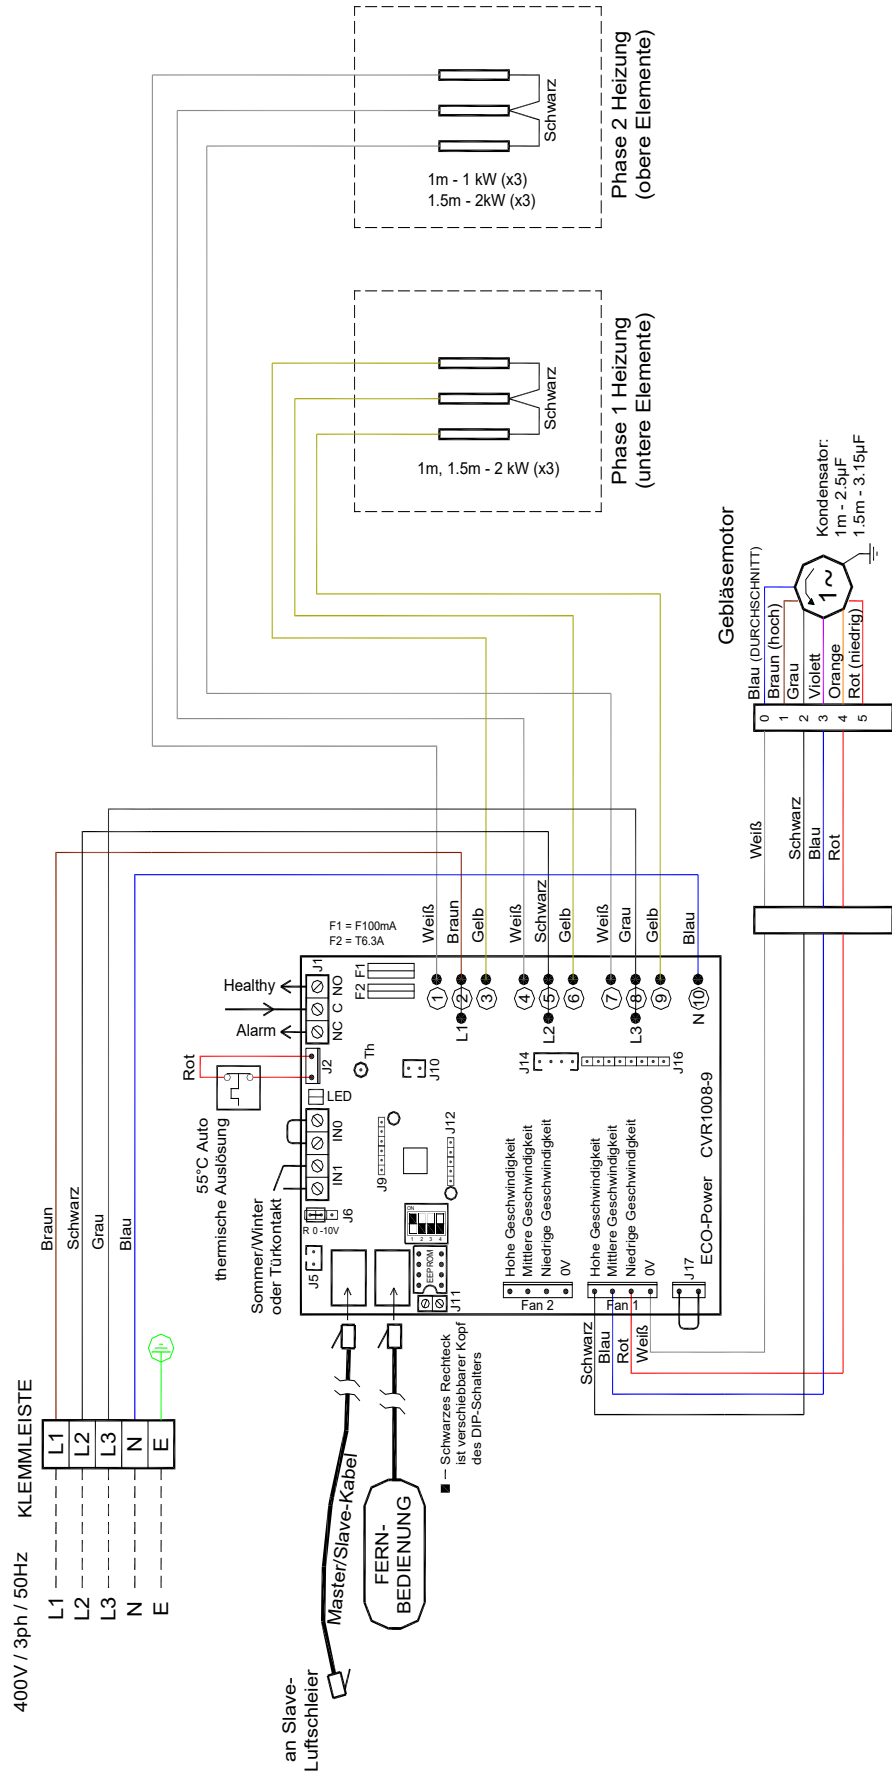 400V / 3ph / 50Hz
KLEMMLEISTE
L1
L2
L3
N
E
L1
L2
L3
N
E
Braun
Schwarz
Grau
Blau
an Slave-
Luftschleier
Master/Slave-Kabel
FERN-
BEDIENUNG
■ – Schwarzes Rechteck
ist verschiebbarer Kopf
des DIP-Schalters
Sommer/Winter
oder Türkontakt
55°C Auto
thermische Auslösung
Rot
Alarm
Healthy
J5
R 0 -10V
J6
IN1
IN0
LED
J2
NC
C
NO
J1
Th
F2
F1
F1 = F100mA
F2 = T6.3A
J9
J10
J12
ON
1 2 3 4
EEPROM
J11
J14
J16
L1
L2
L3
1
2
3
4
5
6
7
8
9
N
10
Weiß
Braun
Gelb
Weiß
Schwarz
Gelb
Weiß
Grau
Gelb
Blau
Fan 2
Hohe Geschwindigkeit
Mittlere Geschwindigkeit
Niedrige Geschwindigkeit
0V
Fan 1
Hohe Geschwindigkeit
Mittlere Geschwindigkeit
Niedrige Geschwindigkeit
0V
J17
ECO-Power
CVR1008-9
Schwarz
Blau
Rot
Weiß
Weiß
Schwarz
Blau
Rot
0
1
2
3
4
5
Gebläsemotor
Blau (DURCHSCHNITT)
Braun (hoch)
Grau
Violett
Orange
Rot (niedrig)
1~
Kondensator:
1m - 2.5µF
1.5m - 3.15µF
Schwarz
1m, 1.5m - 2 kW (x3)
Phase 1 Heizung
(untere Elemente)
Schwarz
1m - 1 kW (x3)
1.5m - 2kW (x3)
Phase 2 Heizung
(obere Elemente)